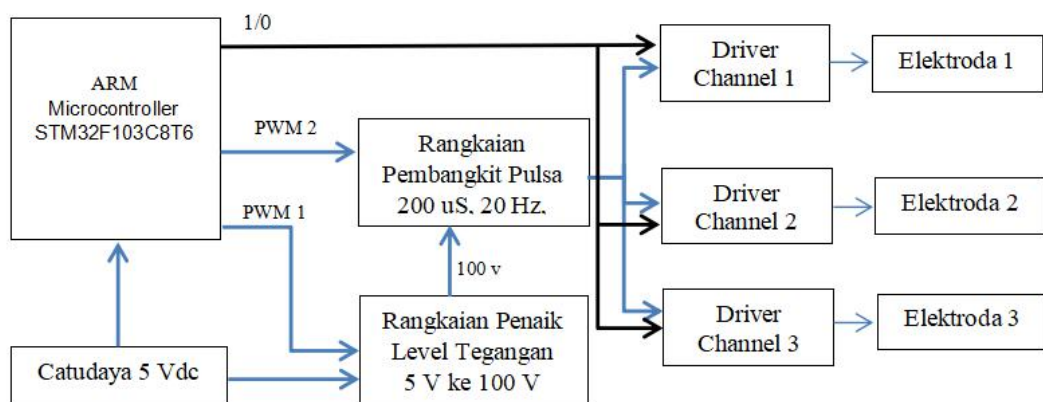 1/0
ARM
Microcontroller
STM32F103C8T6
PWM 2
PWM 1
Catudaya 5 Vdc
Rangkaian
Pembangkit Pulsa
200 uS, 20 Hz,
100 v
Rangkaian Penaik
Level Tegangan
5 V ke 100 V
Driver
Channel 1
Elektroda 1
Driver
Channel 2
Elektroda 2
Driver
Channel 3
Elektroda 3